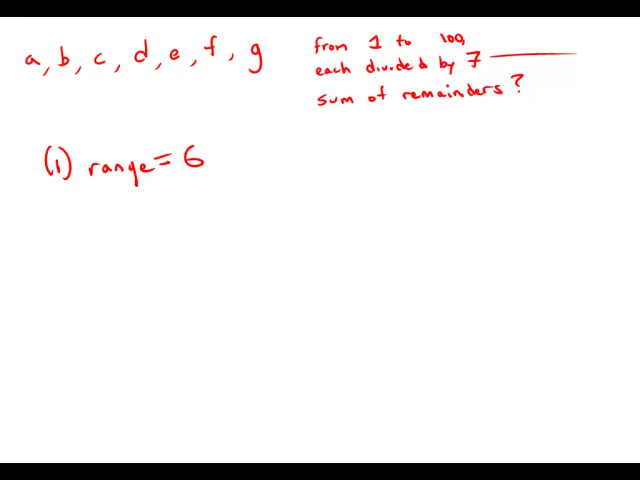 a, b, c, d, e, f, g
from 1 to 100,
each divided by 7
sum of remainders?
(1) range = 6